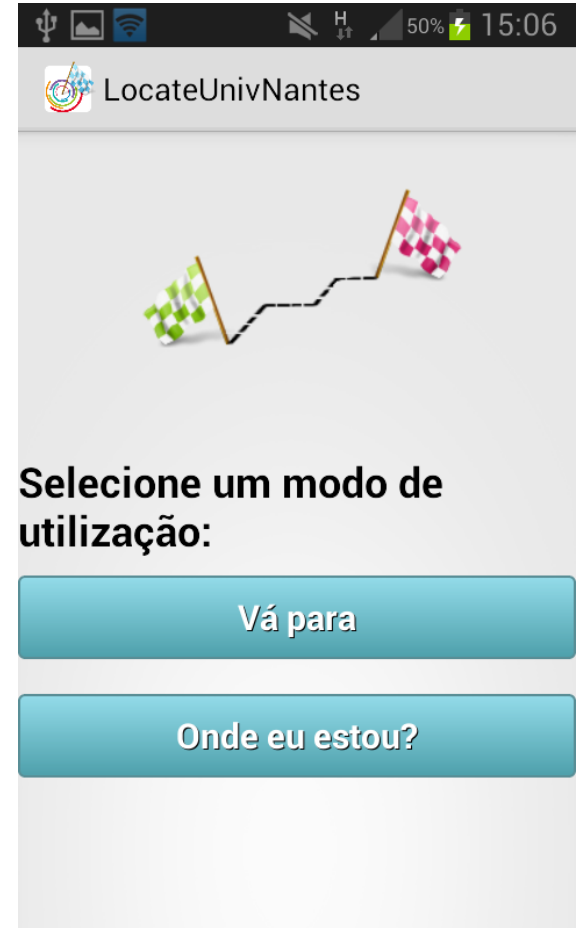 H 50% 15:06
LocateUnivNantes
Selecione um modo de
utilização:
Vá para
Onde eu estou?